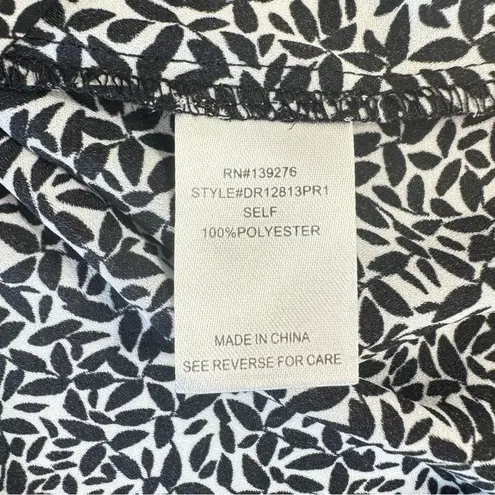 RN#139276
STYLE#DR12813PR1
SELF
100%POLYESTER
MADE IN CHINA
SEE REVERSE FOR CARE